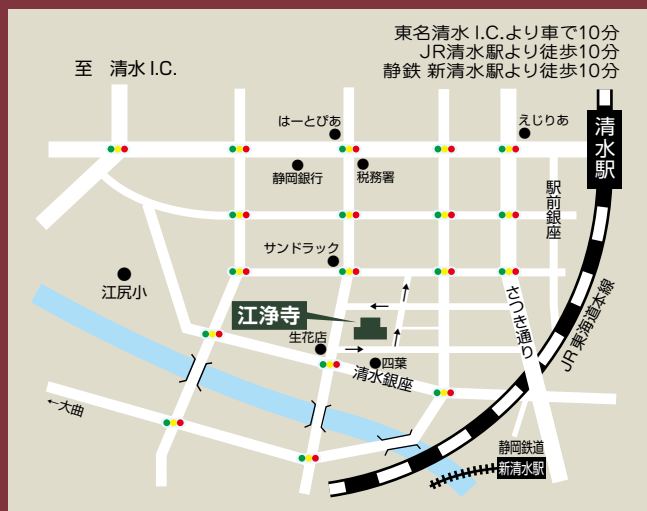 東名清水 I.C.より車で10分
JR清水駅より徒歩10分
静鉄 新清水駅より徒歩10分
至 清水 I.C.
はーとぴあ
えじりあ
清水駅
静岡銀行
税務署
駅前銀座
サンドラック
江尻小
江浄寺
さつき通り
JR 東海道本線
生花店
四葉
清水銀座
←大曲
静岡鉄道
新清水駅